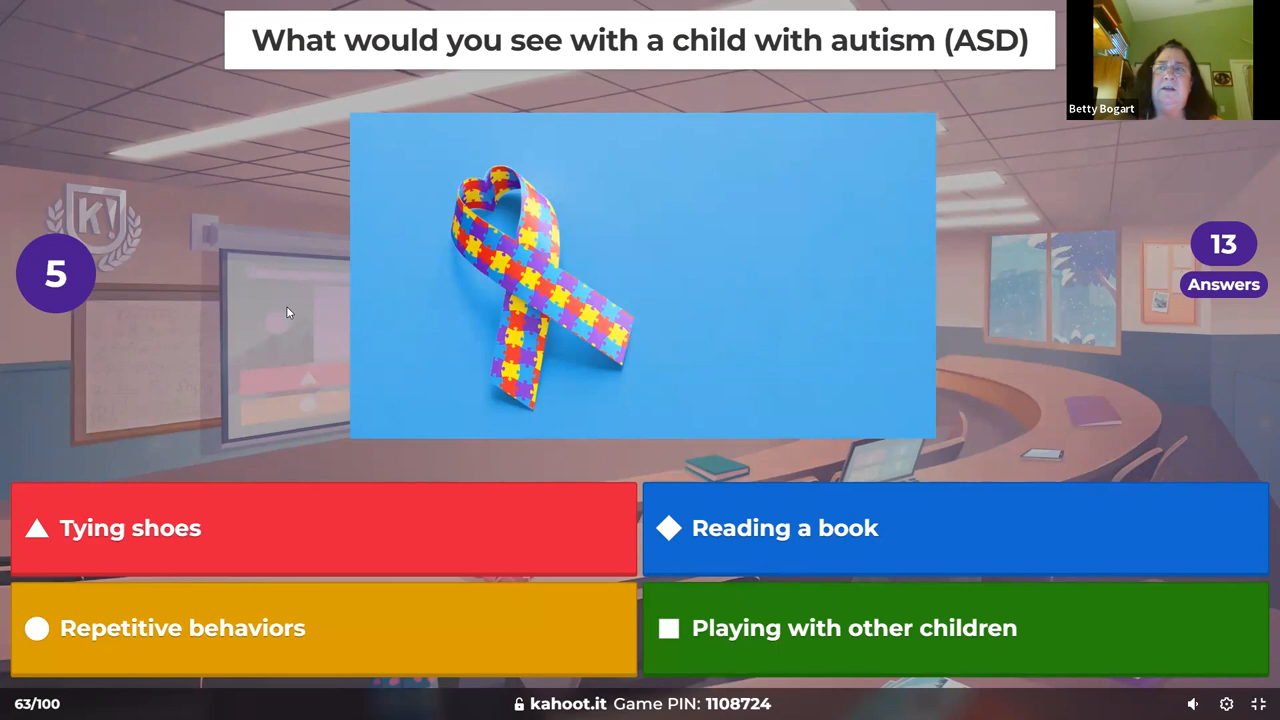 What would you see with a child with autism (ASD)
Betty Bogart
K!
5
13
Answers
Tying shoes
Reading a book
Repetitive behaviors
Playing with other children
63/100
kahoot.it Game PIN: 1108724